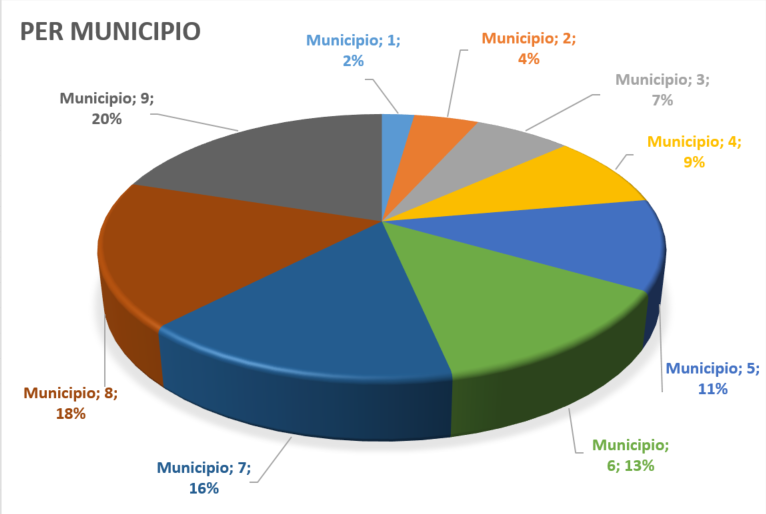 PER MUNICIPIO
Municipio; 1;
2%
Municipio; 2;
4%
Municipio; 3;
7%
Municipio; 4;
9%
Municipio; 5;
11%
Municipio;
6; 13%
Municipio; 7;
16%
Municipio; 8;
18%
Municipio; 9;
20%